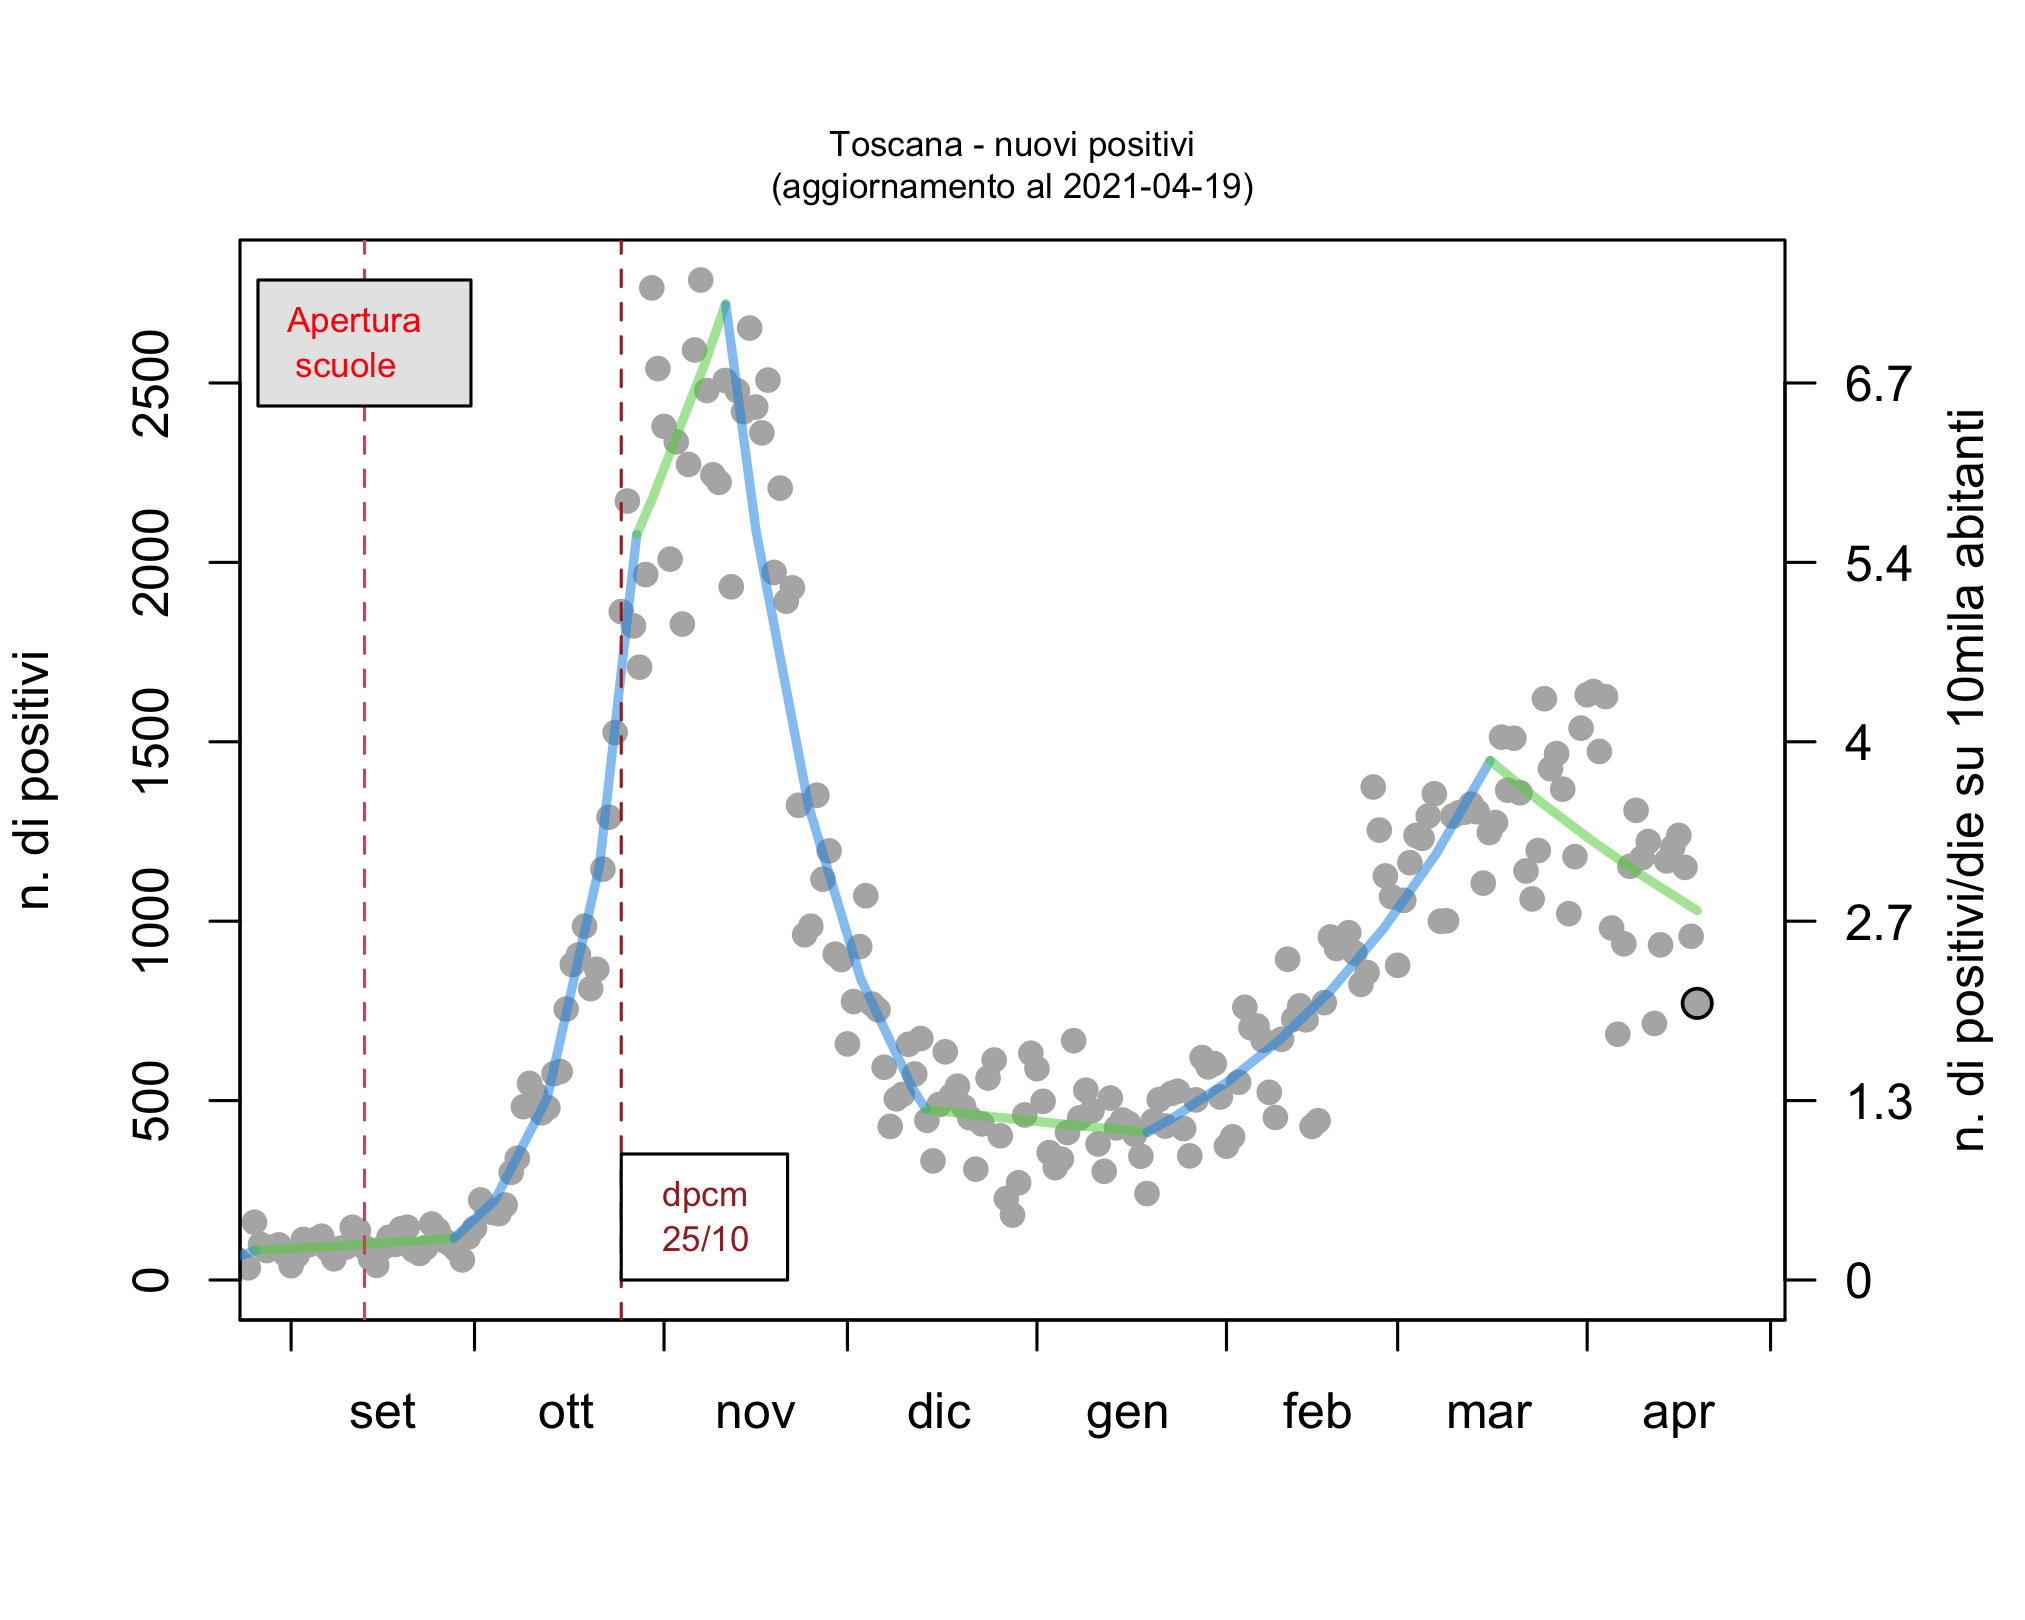 Toscana - nuovi positivi
(aggiornamento al 2021-04-19)
Apertura
scuole
dpcm
25/10
n. di positivi
0
500
1000
1500
2000
2500
set
ott
nov
dic
gen
feb
mar
apr
0
1.3
2.7
4
5.4
6.7
n. di positivi/die su 10mila abitanti